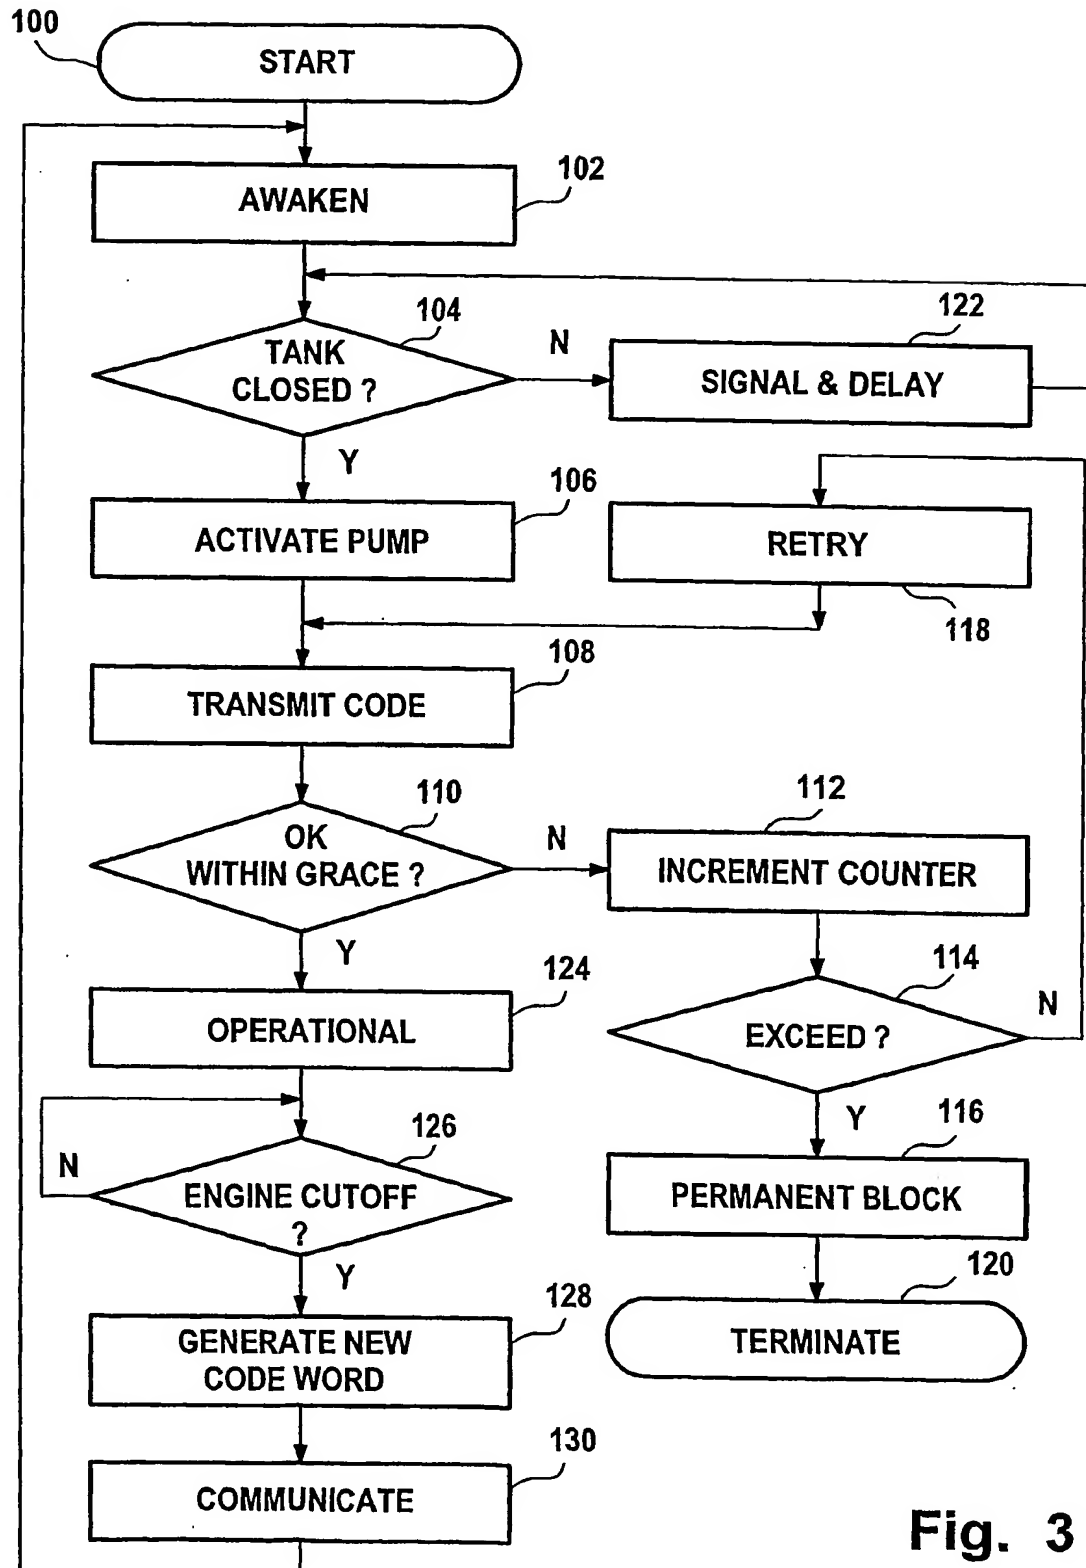 100
START
AWAKEN
102
104
TANK
CLOSED ?
N
122
SIGNAL & DELAY
Y
106
ACTIVATE PUMP
RETRY
118
108
TRANSMIT CODE
110
OK
WITHIN GRACE ?
N
112
INCREMENT COUNTER
Y
124
OPERATIONAL
114
EXCEED ?
N
126
N
ENGINE CUTOFF
?
Y
116
PERMANENT BLOCK
Y
128
GENERATE NEW
CODE WORD
120
TERMINATE
130
COMMUNICATE
Fig. 3